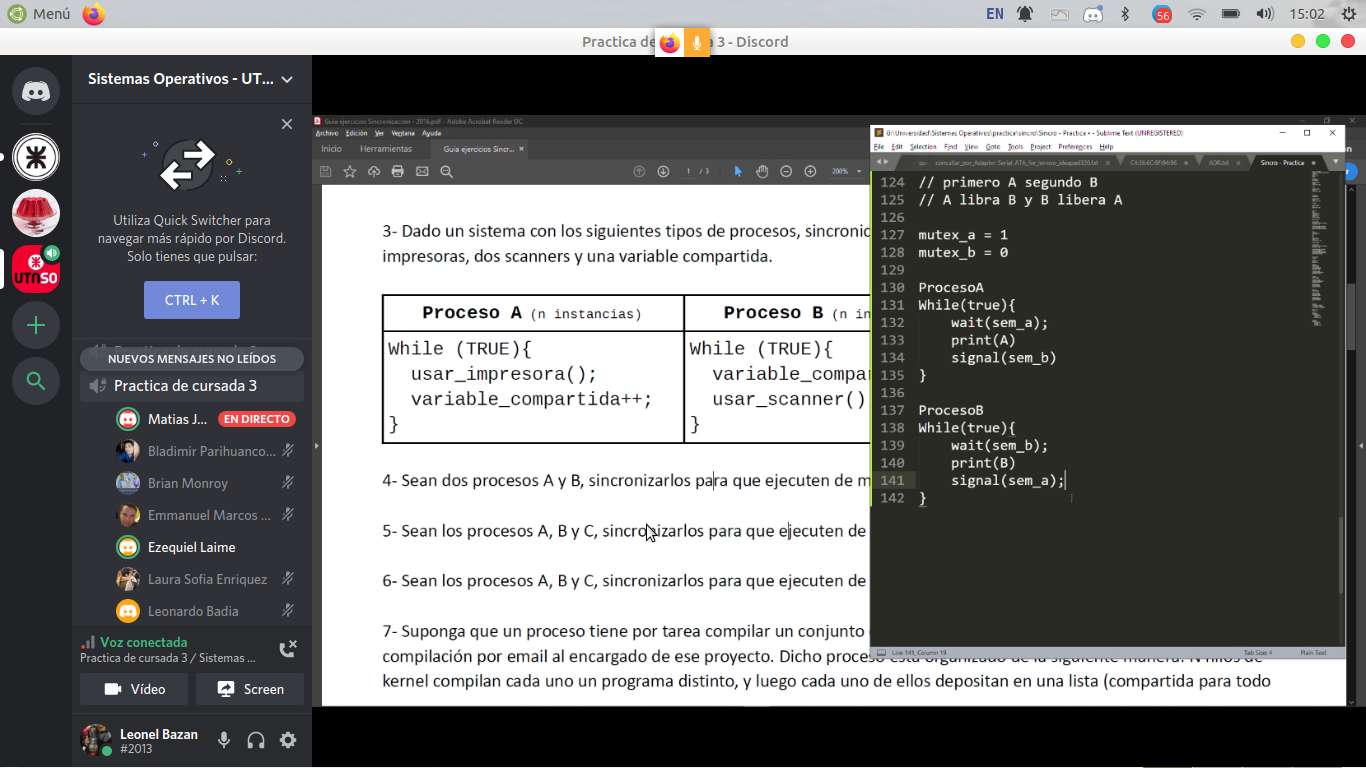 Menú
EN
56
15:02
Practica de
a 3 - Discord
Sistemas Operativos - UT...
Utiliza Quick Switcher para
navegar más rápido por Discord.
Solo tienes que pulsar:
CTRL + K
NUEVOS MENSAJES NO LEÍDOS
Practica de cursada 3
Matias J...
EN DIRECTO
Bladimir Parihuanco...
Brian Monroy
Emmanuel Marcos ...
Ezequiel Laime
Laura Sofia Enriquez
Leonardo Badia
Voz conectada
Practica de cursada 3 / Sistemas ...
Vídeo
Screen
Leonel Bazan
#2013
UTNSO
Guia ejercicios Sincronizacion - 2016.pdf - Adobe Acrobat Reader DC
Archivo Edición Ver Ventana Ayuda
Inicio
Herramientas
Guia ejercicios Sincr...
1 / 3
200%
3- Dado un sistema con los siguientes tipos de procesos, sincronic
impresoras, dos scanners y una variable compartida.
Proceso A (n instancias)
Proceso B (n in
While (TRUE){
usar_impresora();
variable_compartida++;
}
While (TRUE){
variable_compar
usar_scanner()
}
4- Sean dos procesos A y B, sincronizarlos para que ejecuten de m
5- Sean los procesos A, B y C, sincronizarlos para que ejecuten de
6- Sean los procesos A, B y C, sincronizarlos para que ejecuten de
7- Suponga que un proceso tiene por tarea compilar un conjunto
compilación por email al encargado de ese proyecto. Dicho proceso está organizado de la siguiente manera: N hilos de
kernel compilan cada uno un programa distinto, y luego cada uno de ellos depositan en una lista (compartida para todo
G:\Universidad\Sistemas Operativos\practica\sincro\Sincro - Practica • - Sublime Text (UNREGISTERED)
File Edit Selection Find View Goto Tools Project Preferences Help
Sincro - Practica
124 // primero A segundo B
125 // A libra B y B libera A
126
127 mutex_a = 1
128 mutex_b = 0
129
130 ProcesoA
131 While(true){
132 wait(sem_a);
133 print(A)
134 signal(sem_b)
135 }
136
137 ProcesoB
138 While(true){
139 wait(sem_b);
140 print(B)
141 signal(sem_a);
142 }
Line 141, Column 19
Tab Size: 4
Plain Text